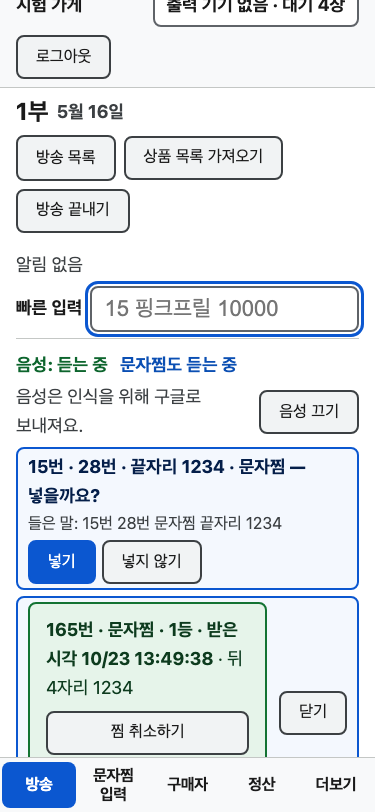 시험 가게
출력 기기 없음 · 대기 4장
로그아웃
1부 5월 16일
방송 목록
상품 목록 가져오기
방송 끝내기
알림 없음
빠른 입력
15 핑크프릴 10000
음성: 듣는 중 문자찜도 듣는 중
음성은 인식을 위해 구글로
보내져요.
음성 끄기
15번 · 28번 · 끝자리 1234 · 문자찜 —
넣을까요?
들은 말: 15번 28번 문자찜 끝자리 1234
넣기
넣지 않기
165번 · 문자찜 · 1등 · 받은
시각 10/23 13:49:38 · 뒤
4자리 1234
찜 취소하기
닫기
방송
문자찜
입력
구매자
정산
더보기